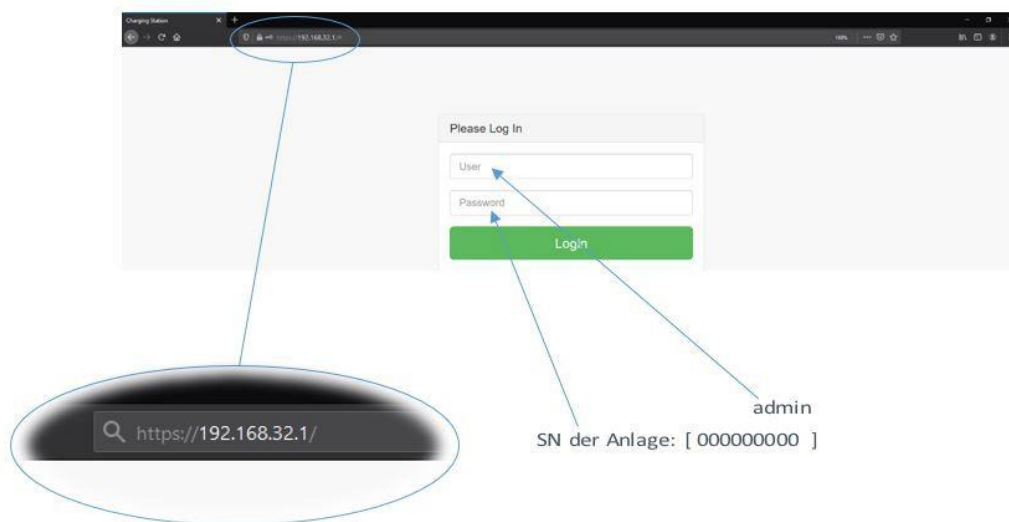 Charging Station
https://192.168.32.1/#
100%
Please Log In
User
Password
Login
https://192.168.32.1/
admin
SN der Anlage: [ 000000000 ]